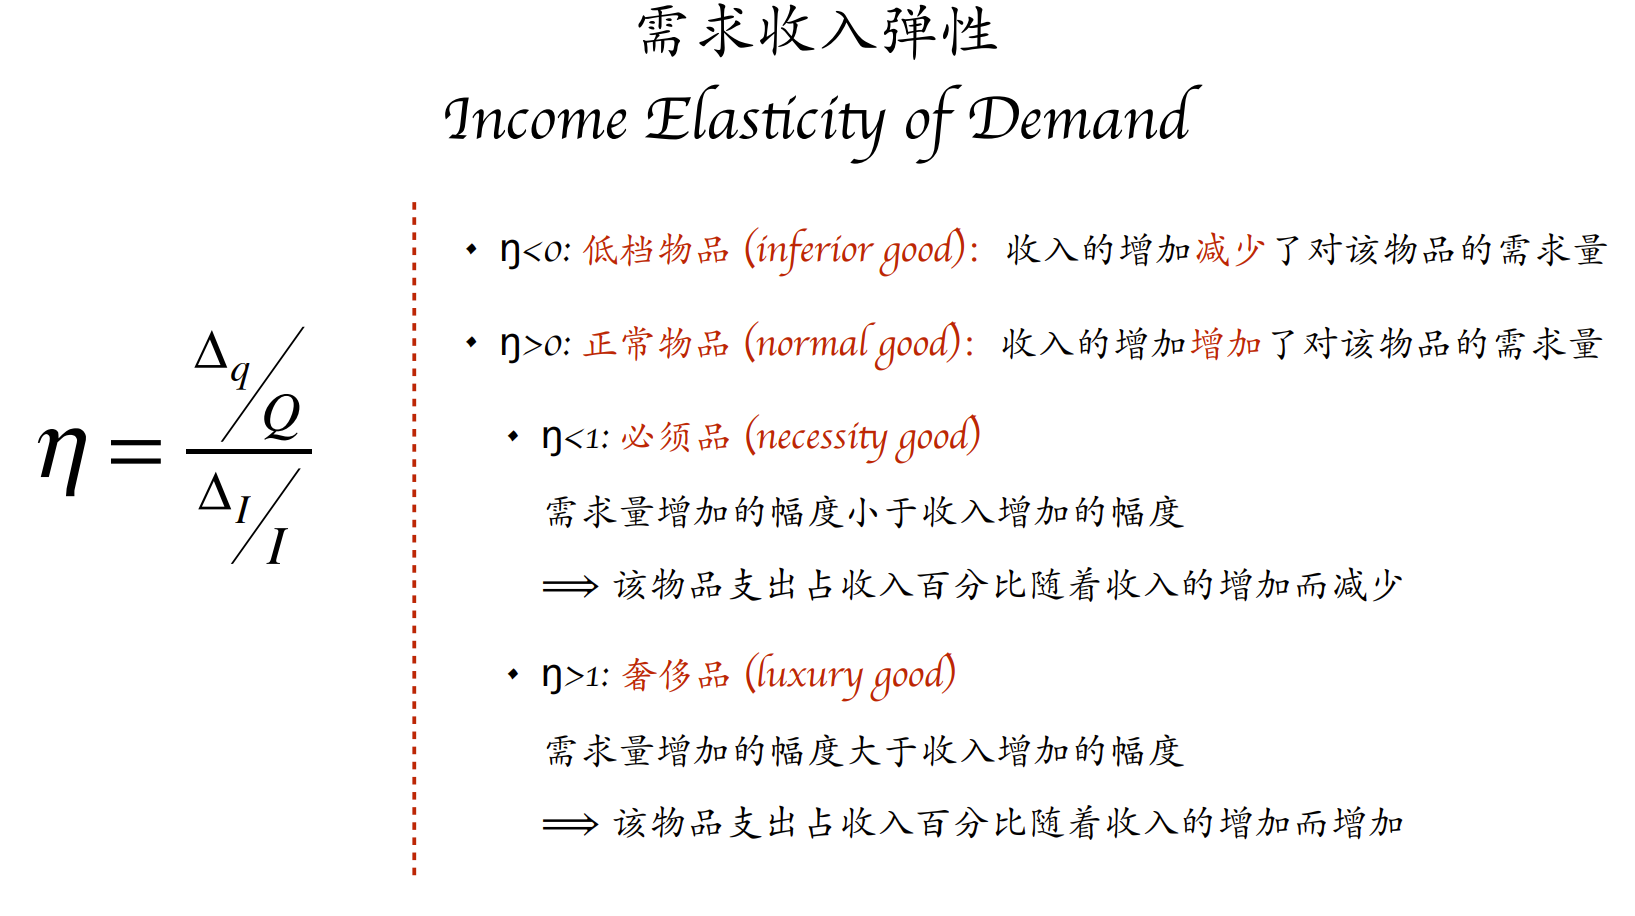 需求收入弹性
Income Elasticity of Demand
η = Δq/Q / ΔI/I
• ŋ<0: 低档物品 (inferior good)： 收入的增加减少了对该物品的需求量
• ŋ>0: 正常物品 (normal good)： 收入的增加增加了对该物品的需求量
• ŋ<1: 必须品 (necessity good)
需求量增加的幅度小于收入增加的幅度
⟹ 该物品支出占收入百分比随着收入的增加而减少
• ŋ>1: 奢侈品 (luxury good)
需求量增加的幅度大于收入增加的幅度
⟹ 该物品支出占收入百分比随着收入的增加而增加